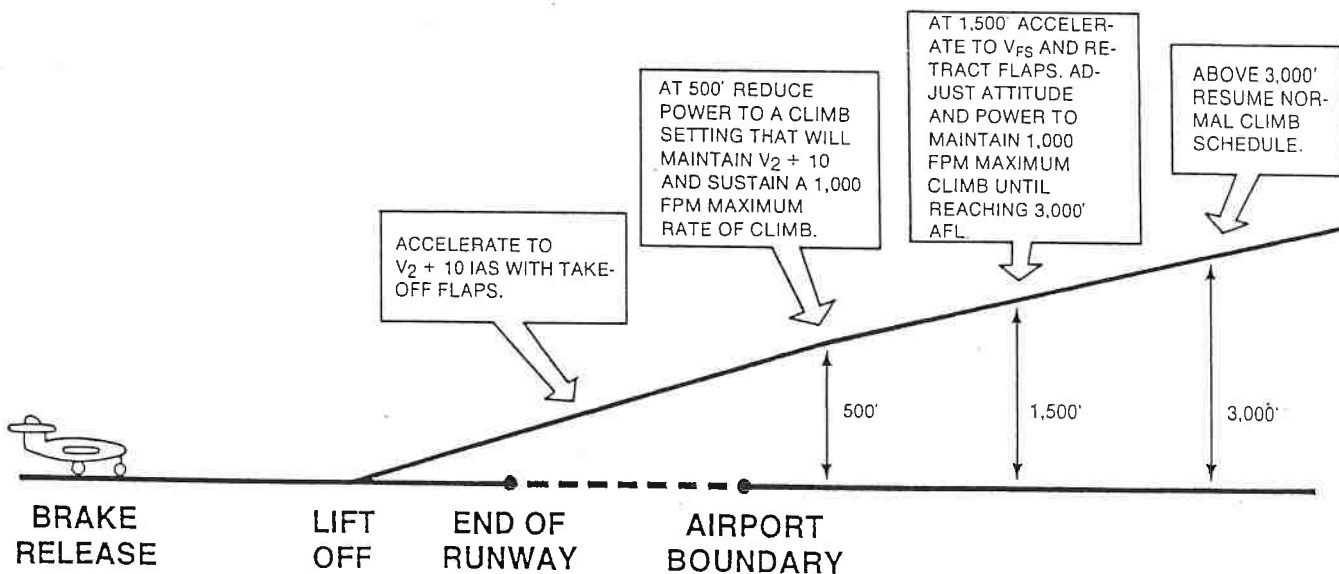 ACCELERATE TO
V2 + 10 IAS WITH TAKE-
OFF FLAPS.
AT 500' REDUCE
POWER TO A CLIMB
SETTING THAT WILL
MAINTAIN V2 + 10
AND SUSTAIN A 1,000
FPM MAXIMUM
RATE OF CLIMB.
AT 1,500' ACCELER-
ATE TO VFS AND RE-
TRACT FLAPS. AD-
JUST ATTITUDE
AND POWER TO
MAINTAIN 1,000
FPM MAXIMUM
CLIMB UNTIL
REACHING 3,000'
AFL.
ABOVE 3,000'
RESUME NOR-
MAL CLIMB
SCHEDULE.
500'
1,500'
3,000'
BRAKE
RELEASE
LIFT
OFF
END OF
RUNWAY
AIRPORT
BOUNDARY